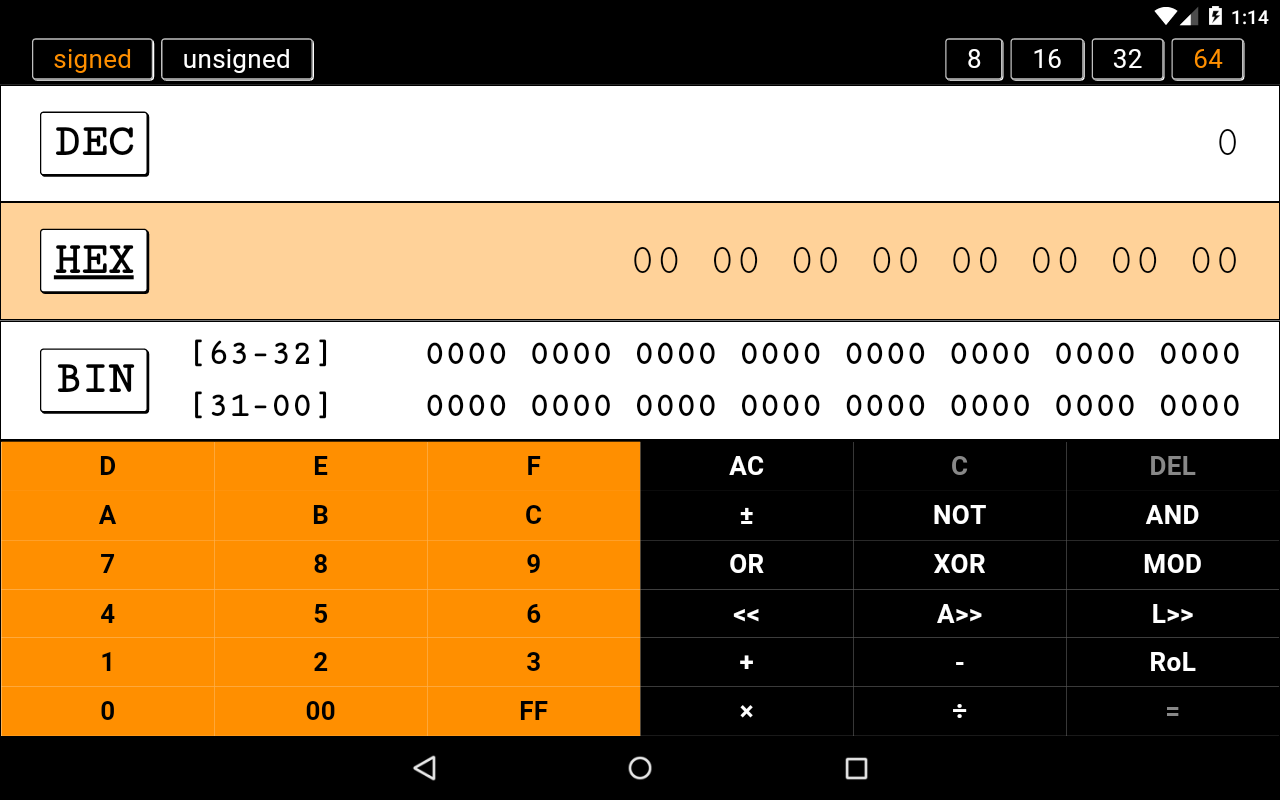 1:14
signed unsigned 8 16 32 64
DEC 0
HEX 00 00 00 00 00 00 00 00
[63-32] 0000 0000 0000 0000 0000 0000 0000 0000
BIN
[31-00] 0000 0000 0000 0000 0000 0000 0000 0000
D E F AC C DEL
A B C ± NOT AND
7 8 9 OR XOR MOD
4 5 6 << A>> L>>
1 2 3 + - RoL
0 00 FF × ÷ =